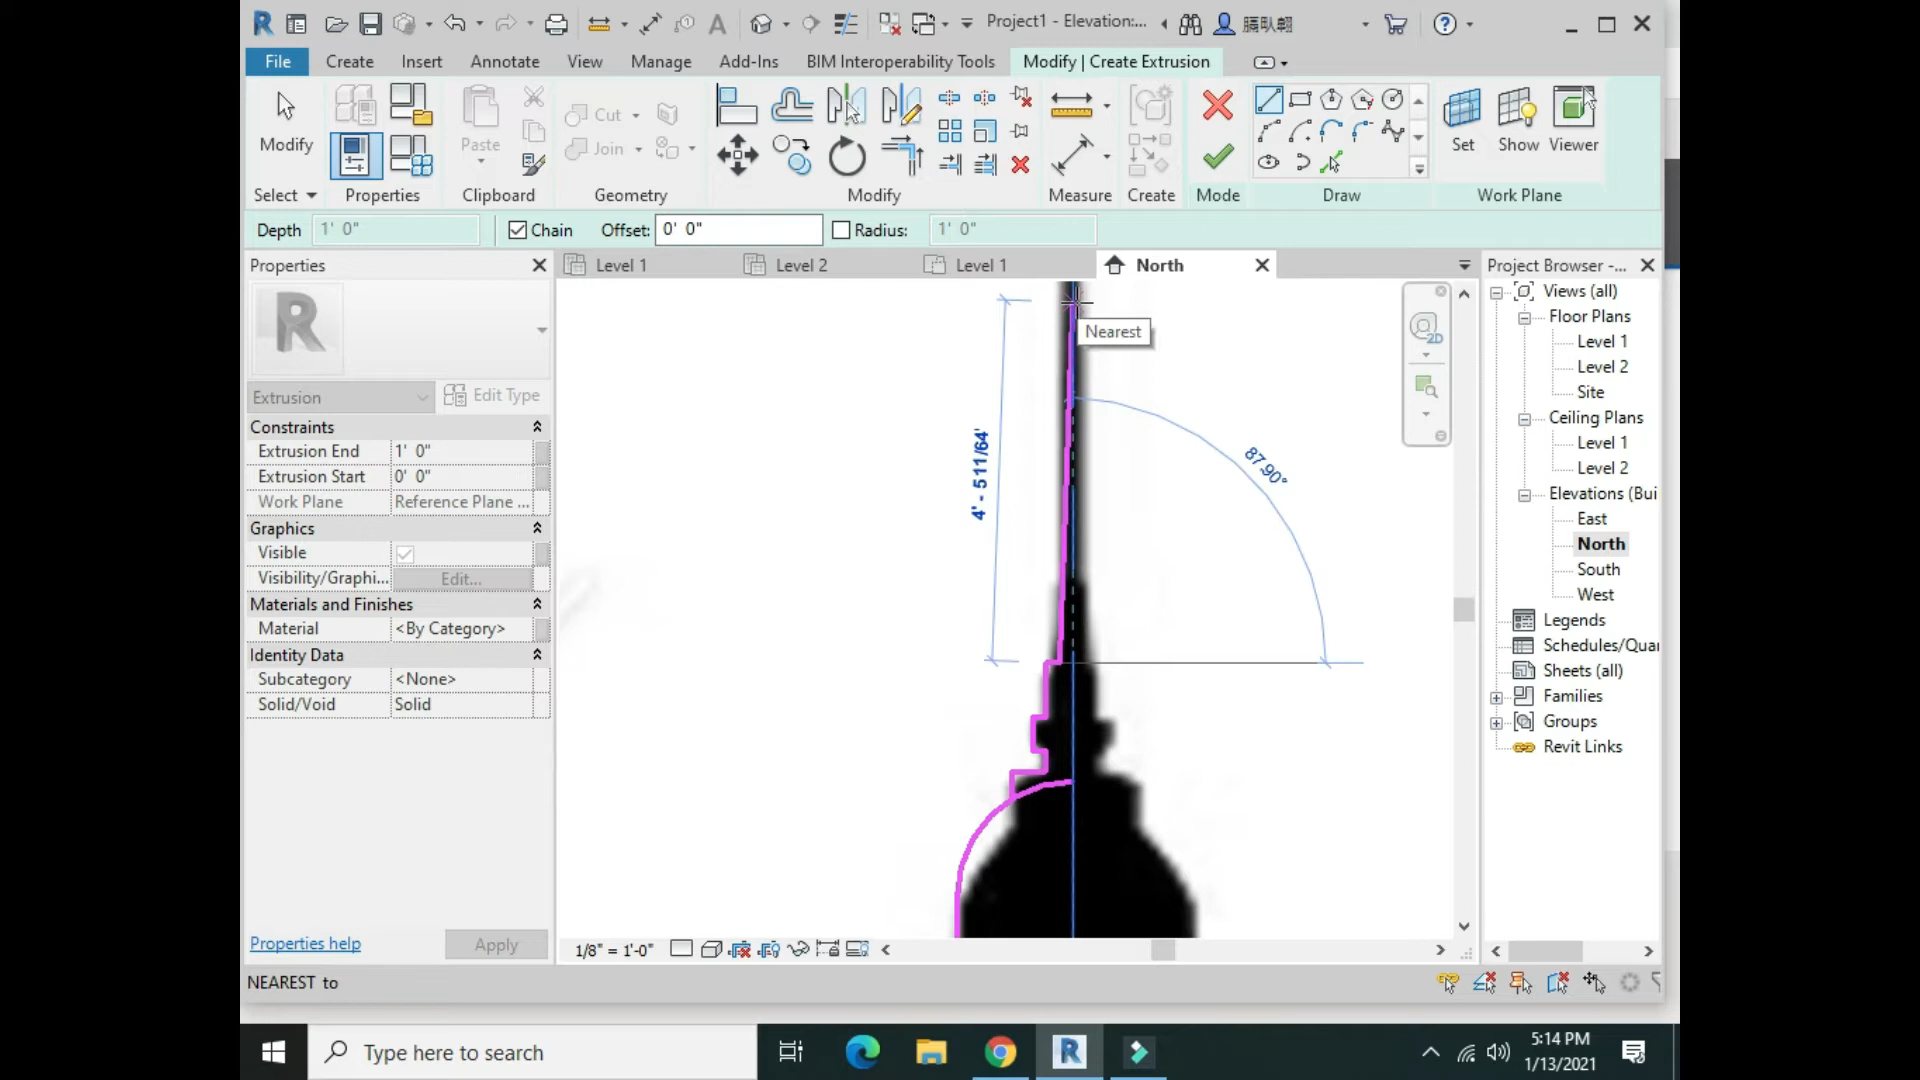 Project1 - Elevation:...
File Create Insert Annotate View Manage Add-Ins BIM Interoperability Tools Modify | Create Extrusion
Modify Paste Cut Join Set Show Viewer
Select Properties Clipboard Geometry Modify Measure Create Mode Draw Work Plane
Depth 1' 0" Chain Offset: 0' 0" Radius: 1' 0"
Properties
R
Extrusion Edit Type
Constraints
Extrusion End 1' 0"
Extrusion Start 0' 0"
Work Plane Reference Plane ...
Graphics
Visible
Visibility/Graphi... Edit...
Materials and Finishes
Material <By Category>
Identity Data
Subcategory <None>
Solid/Void Solid
Properties help Apply
Level 1 Level 2 Level 1 North
Nearest
2D
4' - 5 11/64"
87.90°
1/8" = 1'-0"
Project Browser -...
Views (all)
Floor Plans
Level 1
Level 2
Site
Ceiling Plans
Level 1
Level 2
Elevations (Bui
East
North
South
West
Legends
Schedules/Qua
Sheets (all)
Families
Groups
Revit Links
NEAREST to
Type here to search
5:14 PM
1/13/2021